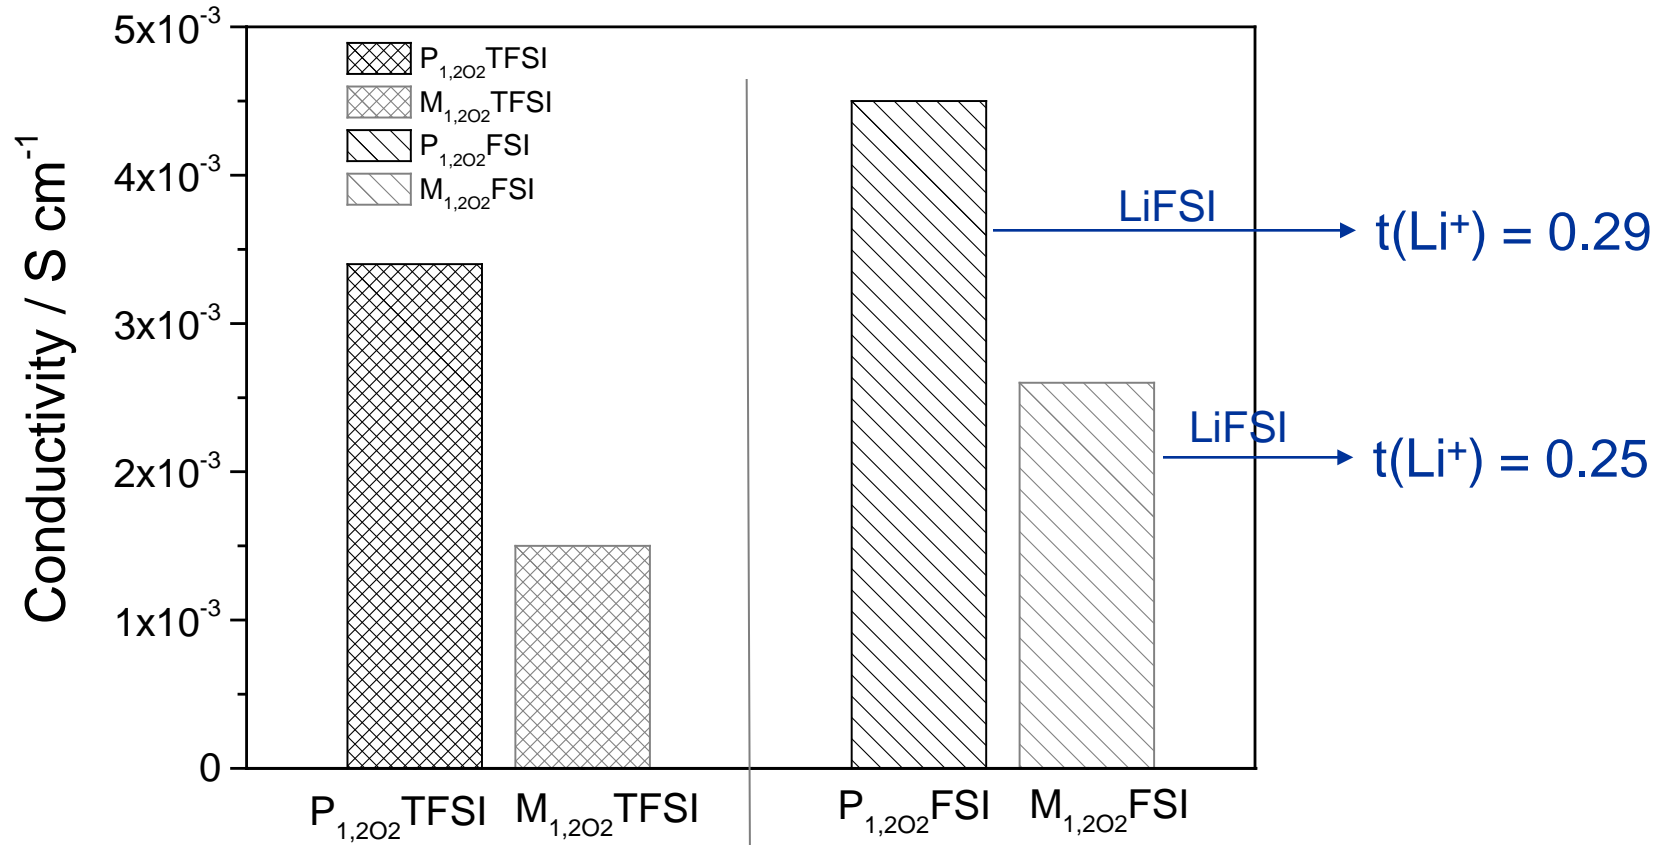 Conductivity / S cm⁻¹
5x10⁻³
4x10⁻³
3x10⁻³
2x10⁻³
1x10⁻³
0
P₁,₂O₂TFSI
M₁,₂O₂TFSI
P₁,₂O₂FSI
M₁,₂O₂FSI
LiFSI
t(Li⁺) = 0.29
LiFSI
t(Li⁺) = 0.25
P₁,₂O₂TFSI
M₁,₂O₂TFSI
P₁,₂O₂FSI
M₁,₂O₂FSI